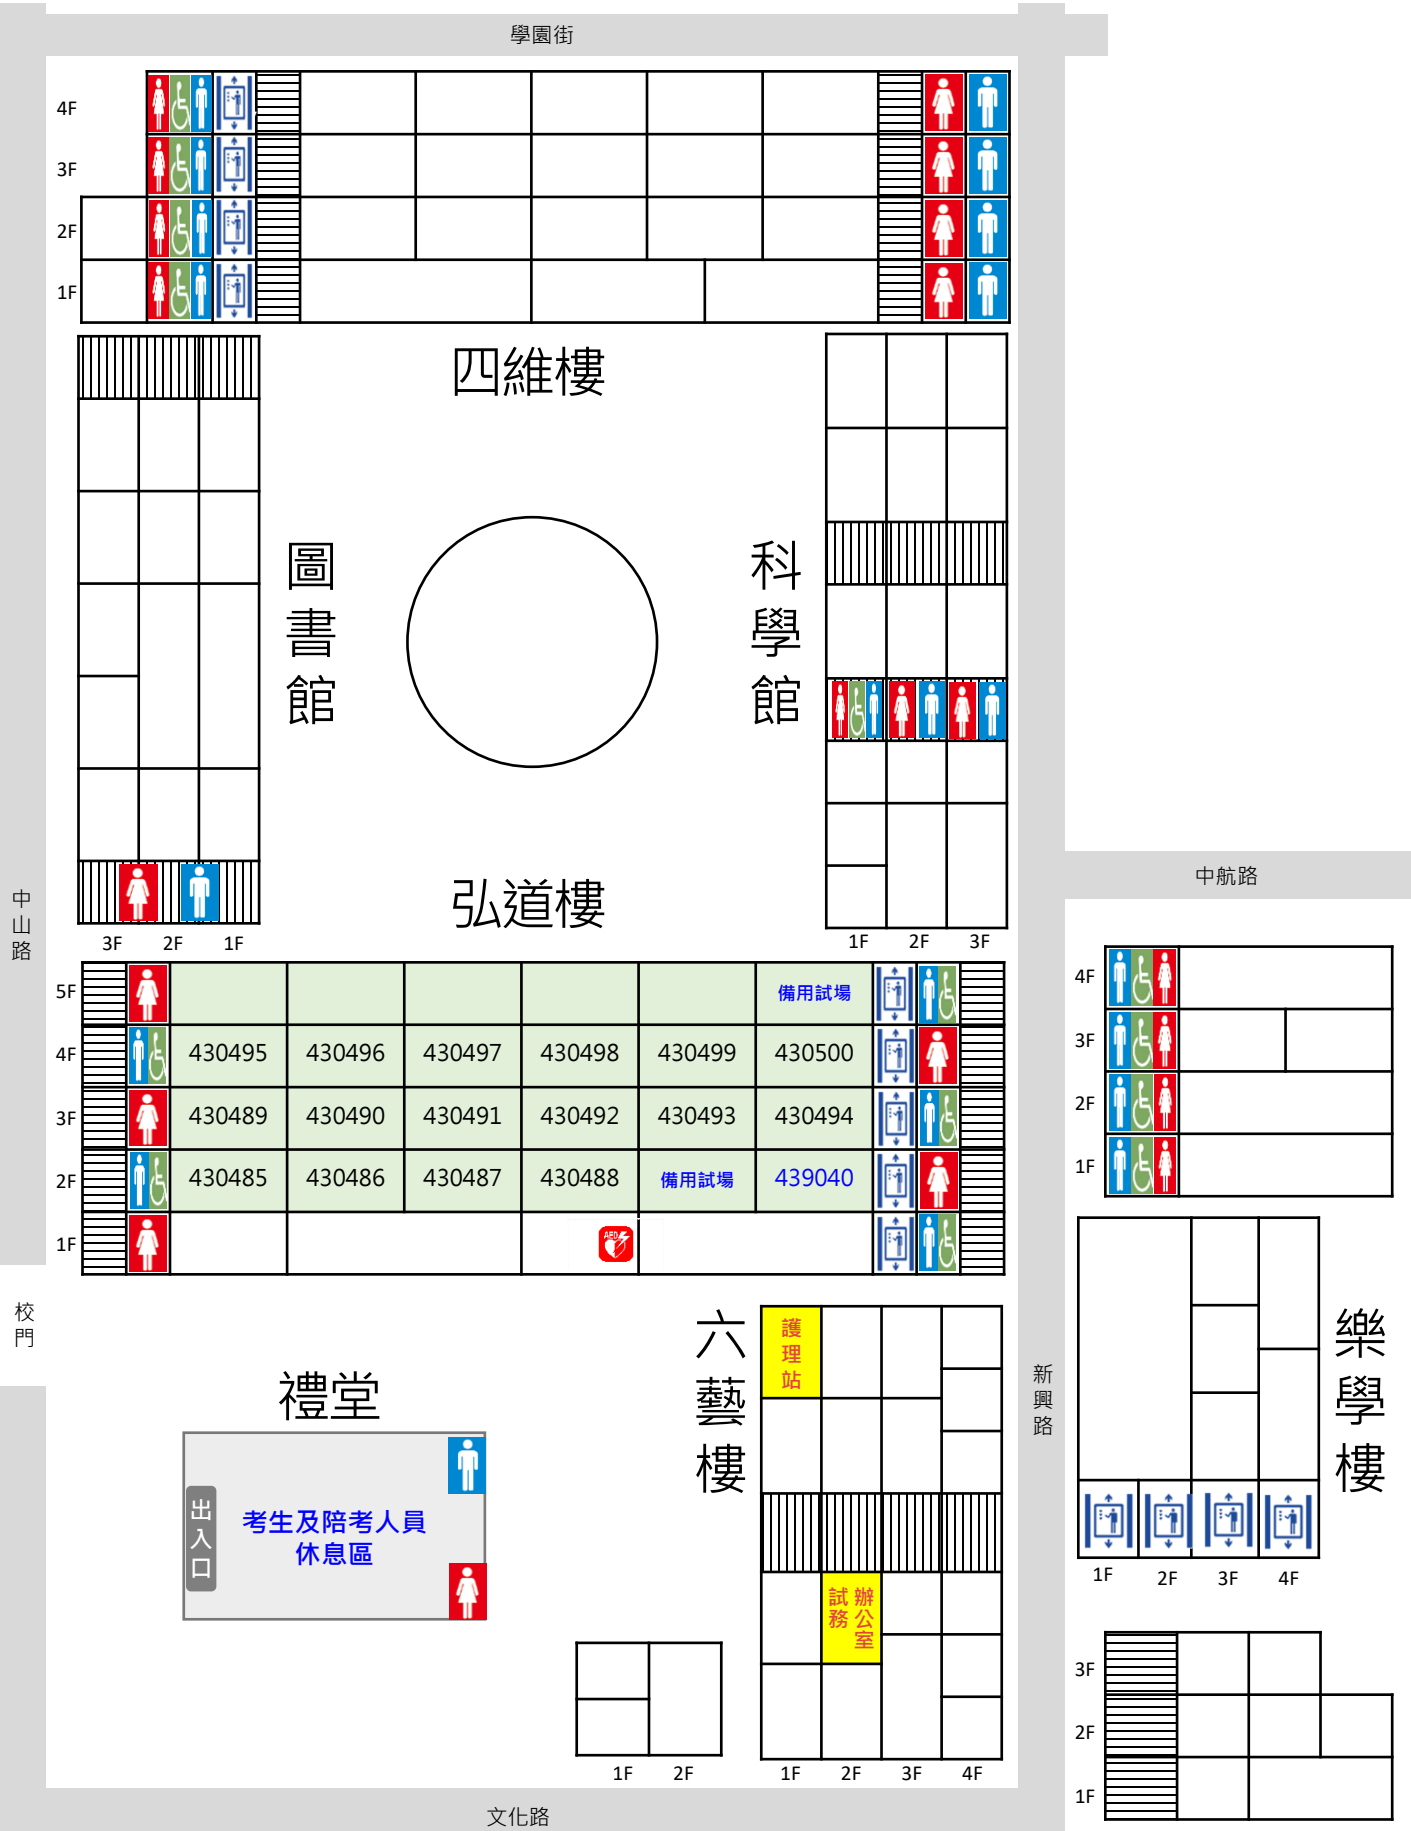 學園街
4F
3F
2F
1F
四維樓
圖書館
科學館
弘道樓
中山路
中航路
3F 2F 1F
1F 2F 3F
5F 備用試場
4F 430495 430496 430497 430498 430499 430500
3F 430489 430490 430491 430492 430493 430494
2F 430485 430486 430487 430488 備用試場 439040
1F AED
4F
3F
2F
1F
校門
六藝樓
護理站
新興路
樂學樓
禮堂
出入口
考生及陪考人員
休息區
試務
辦公室
1F 2F 3F 4F
1F 2F
1F 2F 3F 4F
3F
2F
1F
文化路